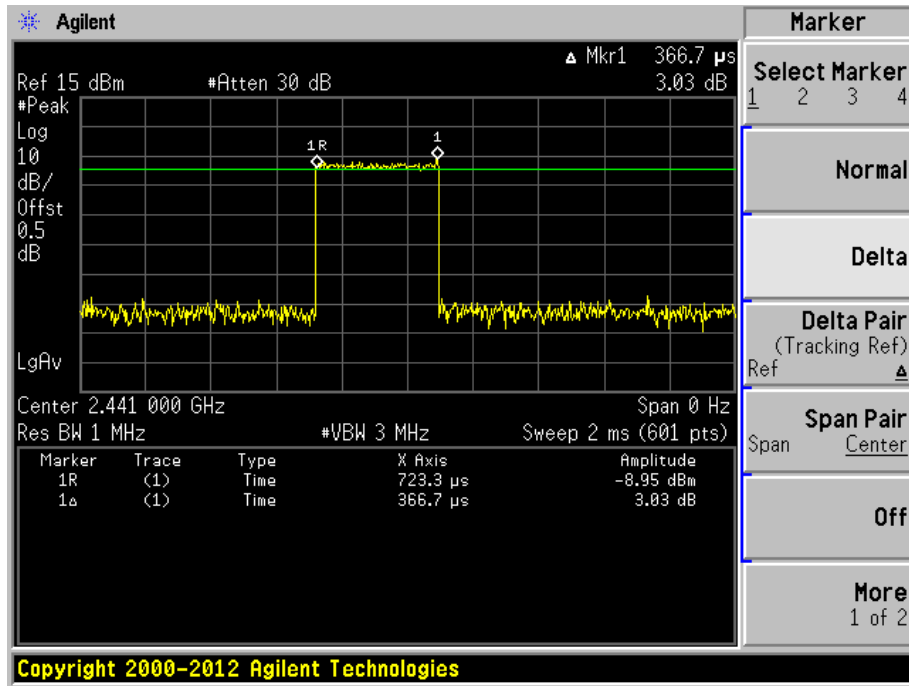 Agilent
Marker
Δ Mkr1 366.7 µs
Ref 15 dBm #Atten 30 dB 3.03 dB
#Peak
Log
10
dB/
Offst
0.5
dB
LgAv
1R
1
Center 2.441 000 GHz Span 0 Hz
Res BW 1 MHz #VBW 3 MHz Sweep 2 ms (601 pts)
Marker Trace Type X Axis Amplitude
1R (1) Time 723.3 µs -8.95 dBm
1Δ (1) Time 366.7 µs 3.03 dB
Select Marker
1 2 3 4
Normal
Delta
Delta Pair
(Tracking Ref)
Ref Δ
Span Pair
Span Center
Off
More
1 of 2
Copyright 2000-2012 Agilent Technologies